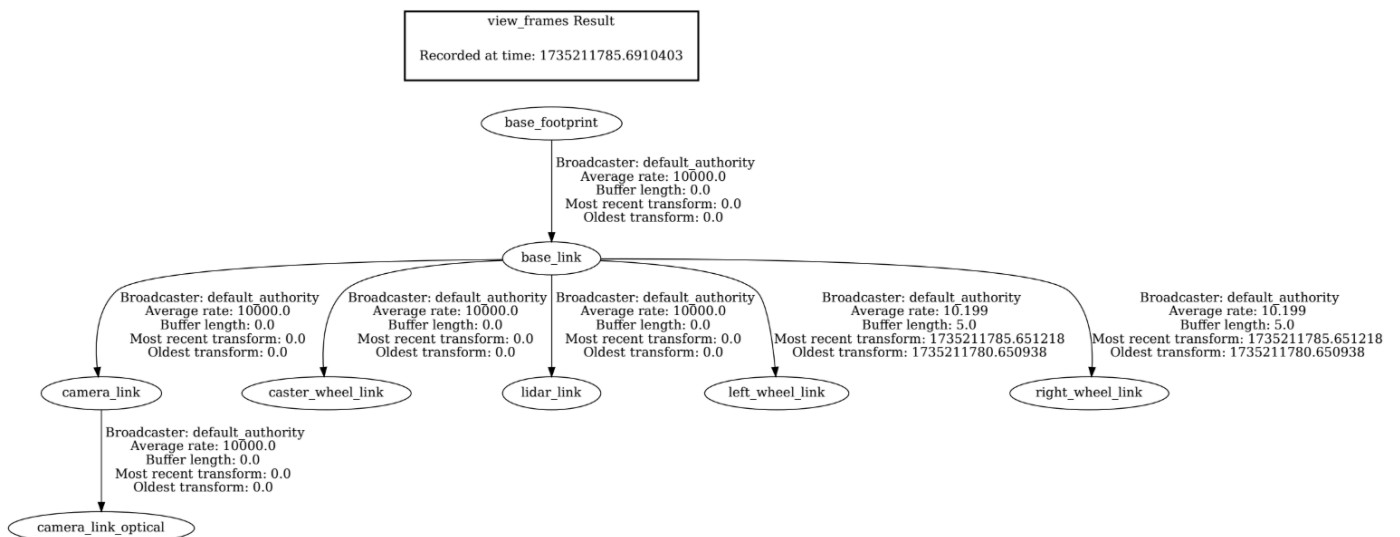 view_frames Result
Recorded at time: 1735211785.6910403
base_footprint
Broadcaster: default_authority
Average rate: 10000.0
Buffer length: 0.0
Most recent transform: 0.0
Oldest transform: 0.0
base_link
Broadcaster: default_authority
Average rate: 10000.0
Buffer length: 0.0
Most recent transform: 0.0
Oldest transform: 0.0
Broadcaster: default_authority
Average rate: 10000.0
Buffer length: 0.0
Most recent transform: 0.0
Oldest transform: 0.0
Broadcaster: default_authority
Average rate: 10000.0
Buffer length: 0.0
Most recent transform: 0.0
Oldest transform: 0.0
Broadcaster: default_authority
Average rate: 10.199
Buffer length: 5.0
Most recent transform: 1735211785.651218
Oldest transform: 1735211780.650938
Broadcaster: default_authority
Average rate: 10.199
Buffer length: 5.0
Most recent transform: 1735211785.651218
Oldest transform: 1735211780.650938
camera_link
caster_wheel_link
lidar_link
left_wheel_link
right_wheel_link
Broadcaster: default_authority
Average rate: 10000.0
Buffer length: 0.0
Most recent transform: 0.0
Oldest transform: 0.0
camera_link_optical